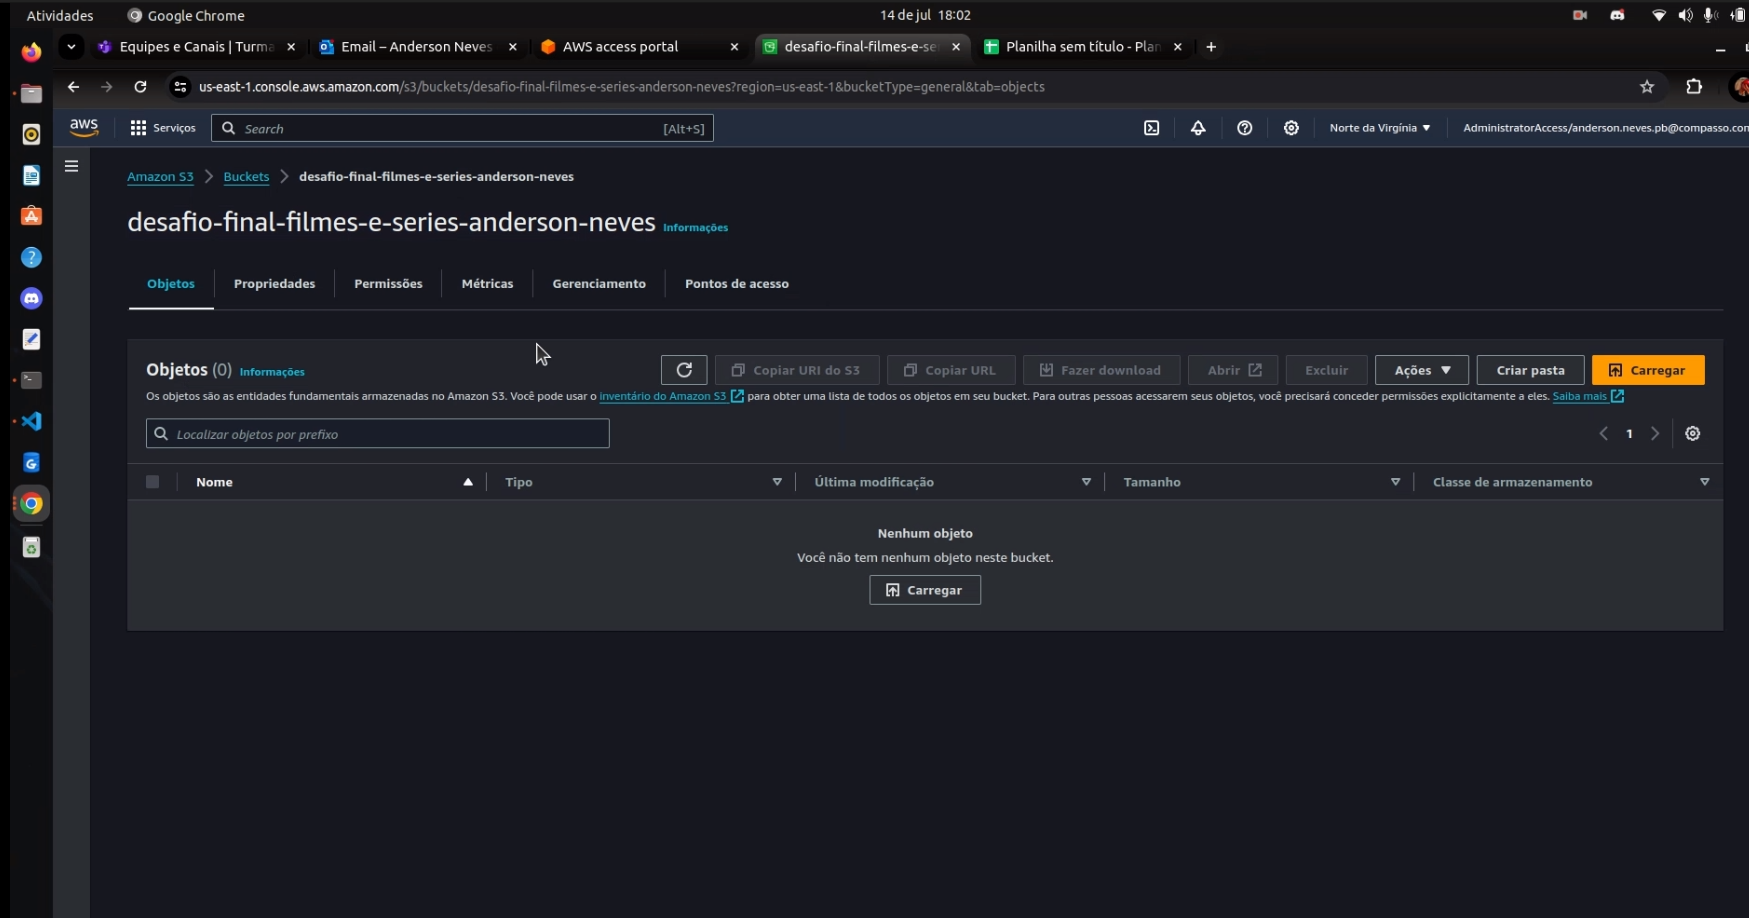 Atividades
Google Chrome
14 de jul 18:02
Equipes e Canais | Turma
Email – Anderson Neves
AWS access portal
desafio-final-filmes-e-se
Planilha sem título - Plan
us-east-1.console.aws.amazon.com/s3/buckets/desafio-final-filmes-e-series-anderson-neves?region=us-east-1&bucketType=general&tab=objects
aws
Serviços
Search
[Alt+S]
Norte da Virgínia
AdministratorAccess/anderson.neves.pb@compasso.com
Amazon S3
Buckets
desafio-final-filmes-e-series-anderson-neves
desafio-final-filmes-e-series-anderson-neves Informações
Objetos
Propriedades
Permissões
Métricas
Gerenciamento
Pontos de acesso
Objetos (0) Informações
Copiar URI do S3
Copiar URL
Fazer download
Abrir
Excluir
Ações
Criar pasta
Carregar
Os objetos são as entidades fundamentais armazenadas no Amazon S3. Você pode usar o inventário do Amazon S3 para obter uma lista de todos os objetos em seu bucket. Para outras pessoas acessarem seus objetos, você precisará conceder permissões explicitamente a eles. Saiba mais
Localizar objetos por prefixo
1
Nome
Tipo
Última modificação
Tamanho
Classe de armazenamento
Nenhum objeto
Você não tem nenhum objeto neste bucket.
Carregar